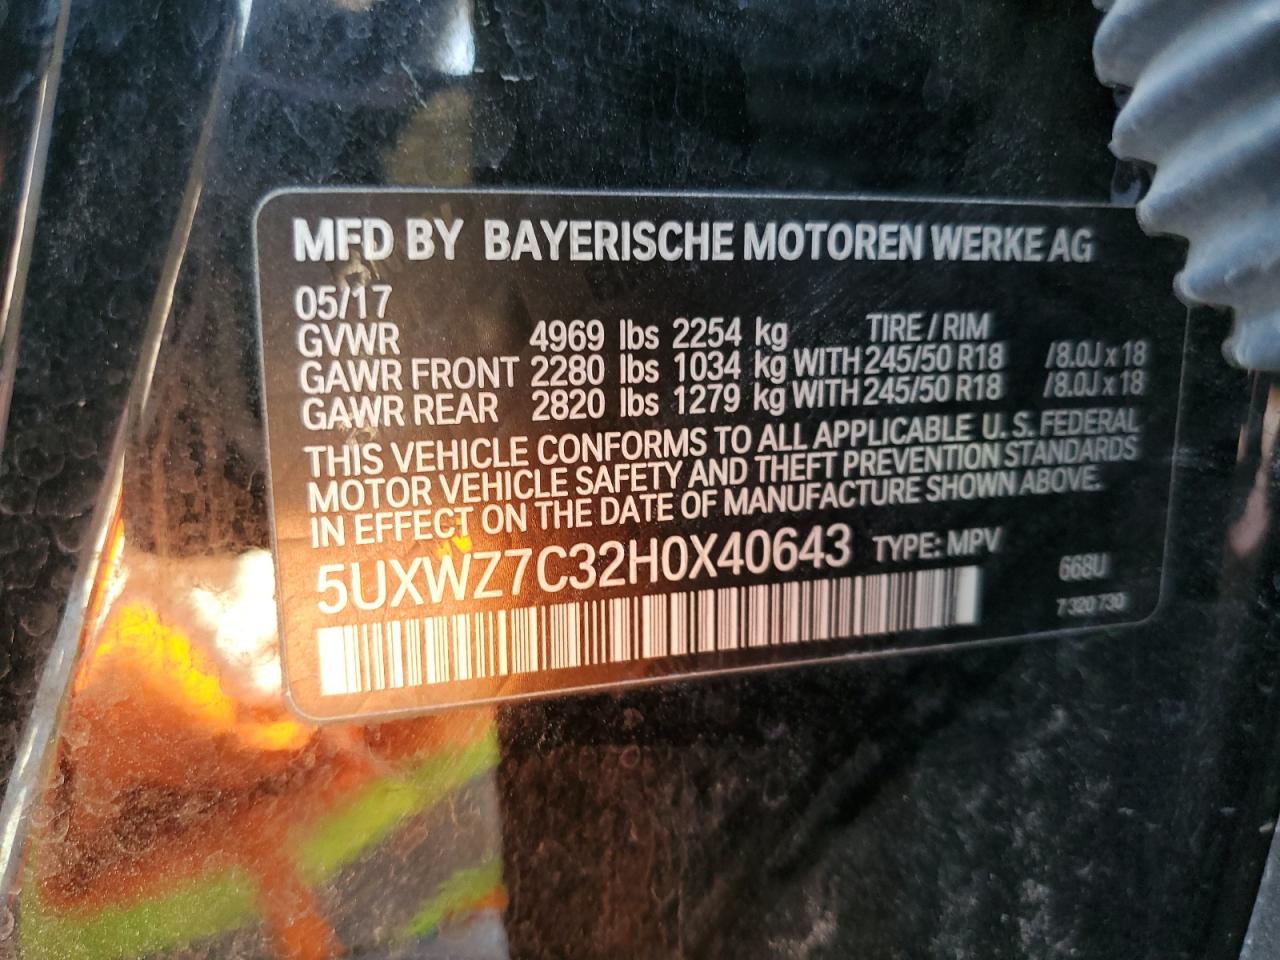 MFD BY BAYERISCHE MOTOREN WERKE AG
05/17
GVWR 4969 lbs 2254 kg TIRE / RIM
GAWR FRONT 2280 lbs 1034 kg WITH 245/50 R18 /8.0J x 18
GAWR REAR 2820 lbs 1279 kg WITH 245/50 R18 /8.0J x 18
THIS VEHICLE CONFORMS TO ALL APPLICABLE U.S. FEDERAL
MOTOR VEHICLE SAFETY AND THEFT PREVENTION STANDARDS
IN EFFECT ON THE DATE OF MANUFACTURE SHOWN ABOVE.
5UXWZ7C32H0X40643 TYPE: MPV
668U
7 320 730